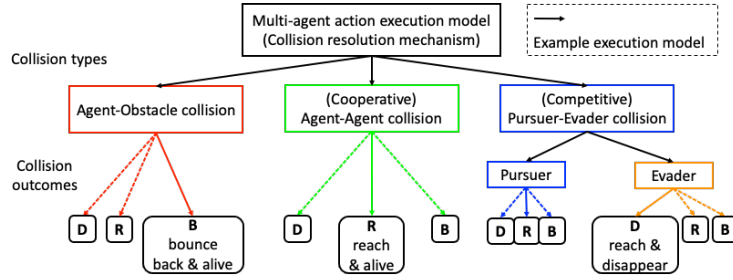 Multi-agent action execution model
(Collision resolution mechanism)
Example execution model
Collision types
Agent-Obstacle collision
(Cooperative)
Agent-Agent collision
(Competitive)
Pursuer-Evader collision
Collision
outcomes
Pursuer
Evader
D
R
B
bounce
back & alive
D
R
reach
& alive
B
D
R
B
D
reach &
disappear
R
B